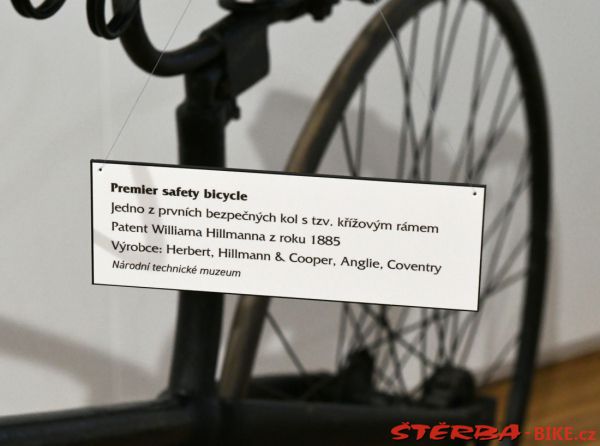 Premier safety bicycle
Jedno z prvních bezpečných kol s tzv. křížovým rámem
Patent Williama Hillmanna z roku 1885
Výrobce: Herbert, Hillmann & Cooper, Anglie, Coventry
Národní technické muzeum
ŠTĚRBA-BIKE.cz